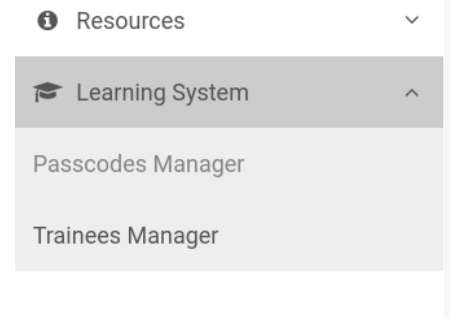 Resources
Learning System
Passcodes Manager
Trainees Manager